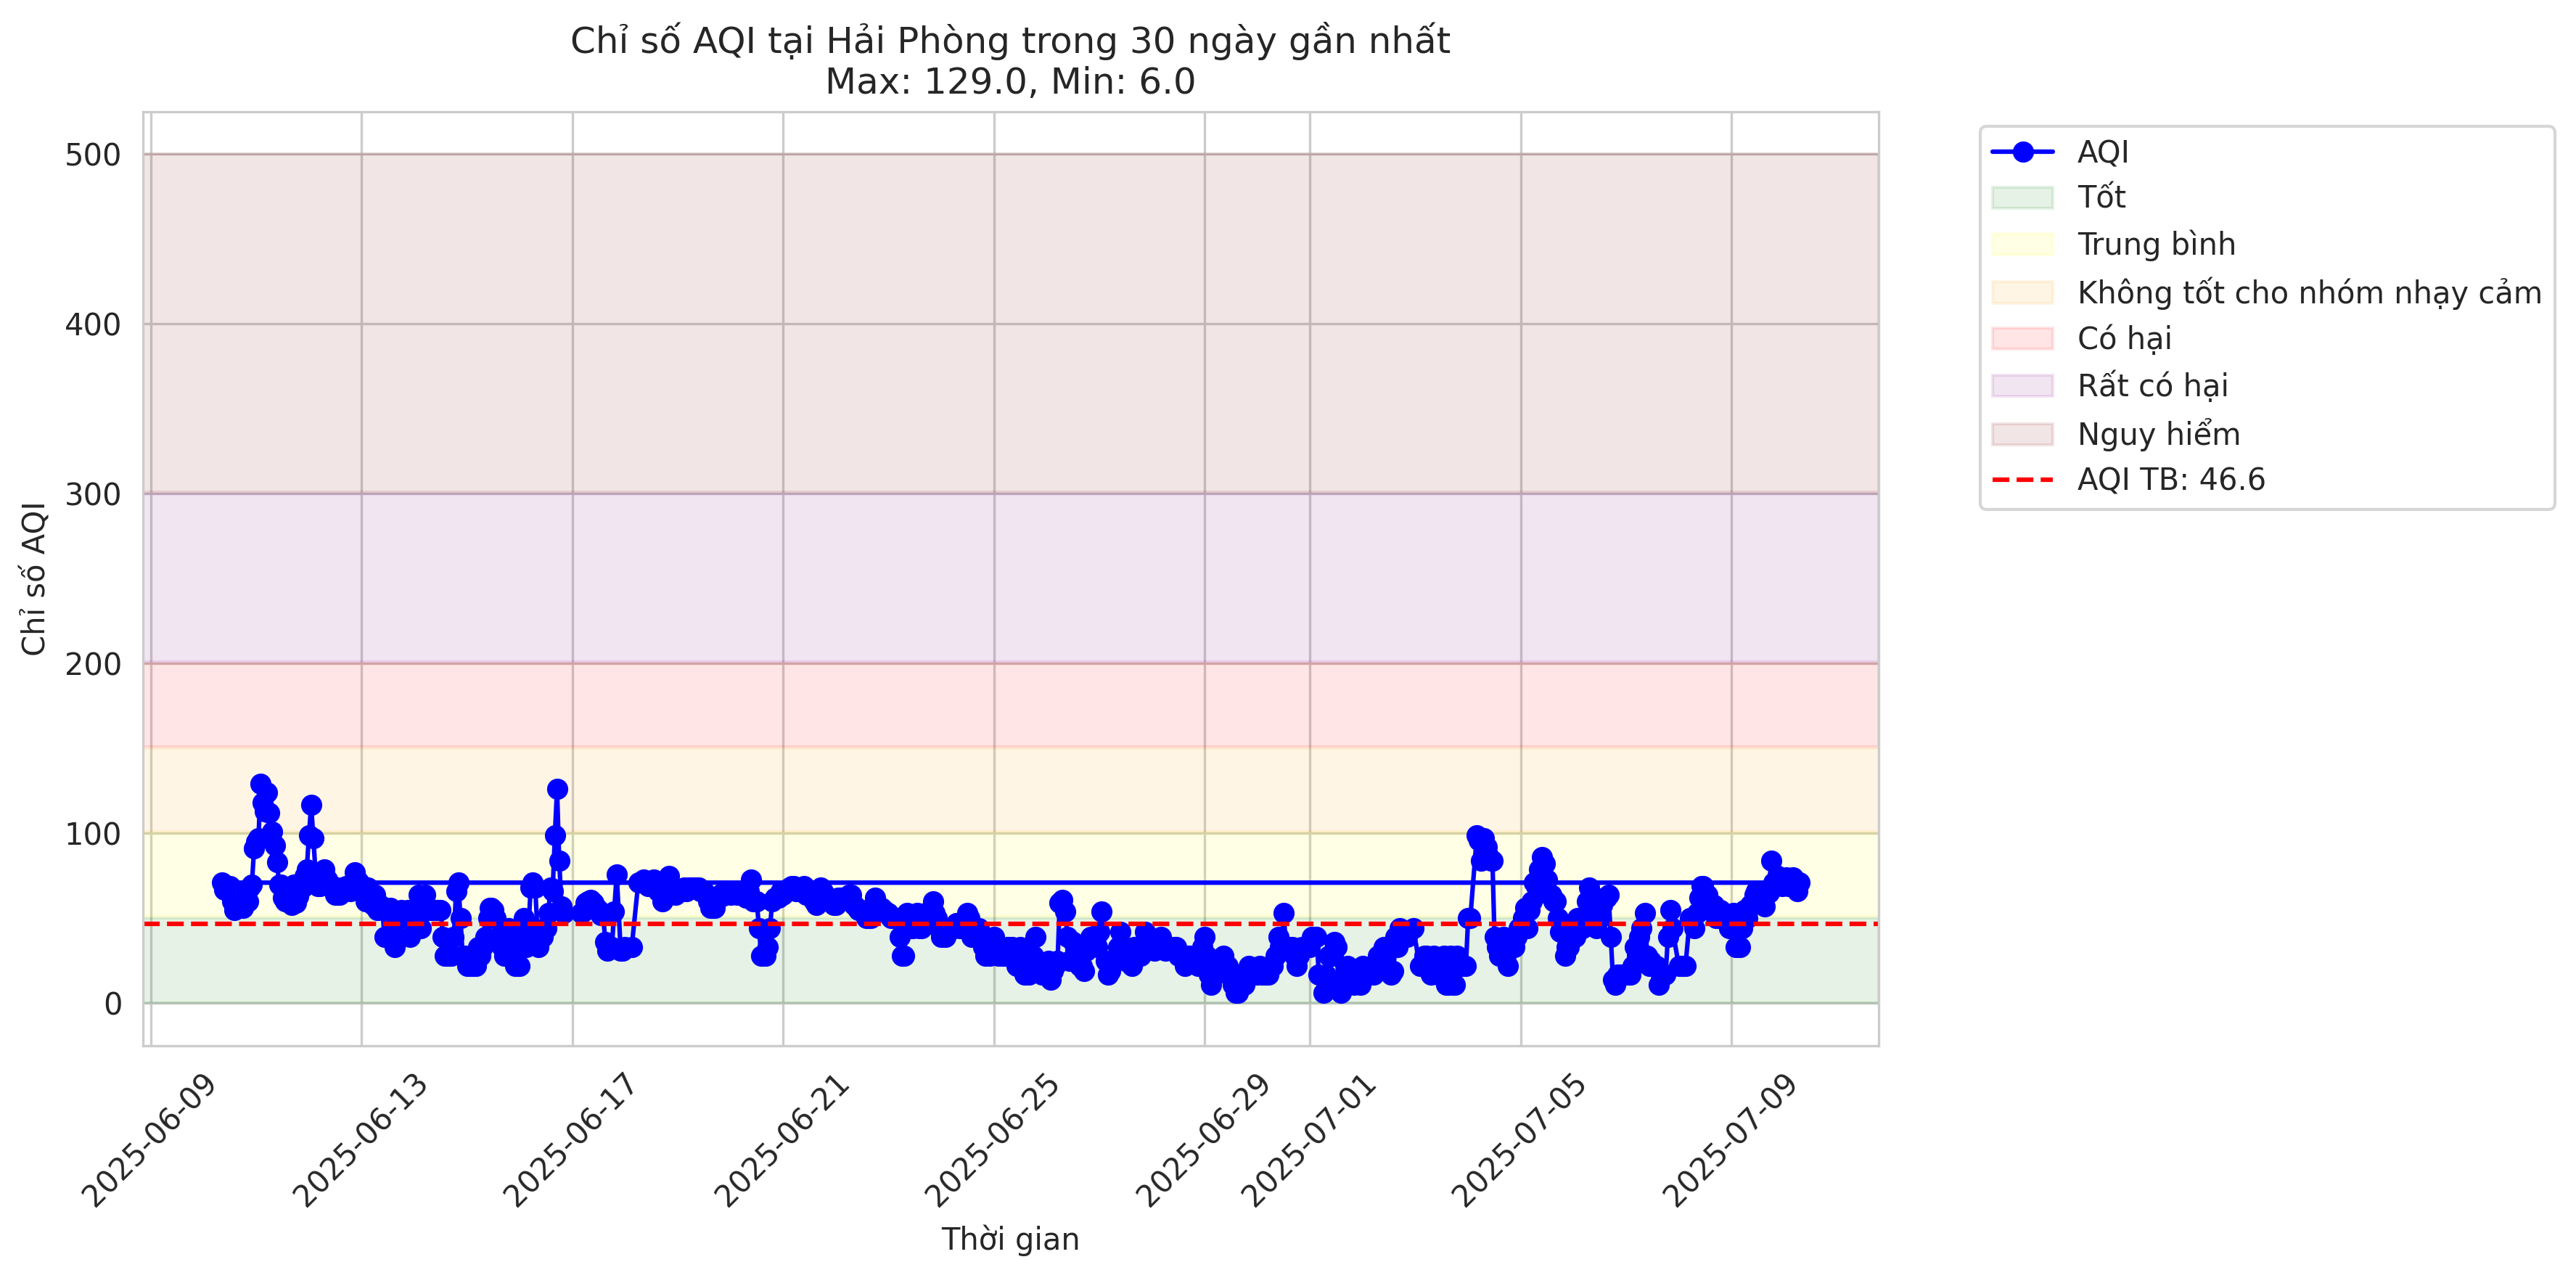 Chỉ số AQI tại Hải Phòng trong 30 ngày gần nhất
Max: 129.0, Min: 6.0
Chỉ số AQI
500
400
300
200
100
0
2025-06-09
2025-06-13
2025-06-17
2025-06-21
2025-06-25
2025-06-29
2025-07-01
2025-07-05
2025-07-09
Thời gian
AQI
Tốt
Trung bình
Không tốt cho nhóm nhạy cảm
Có hại
Rất có hại
Nguy hiểm
AQI TB: 46.6